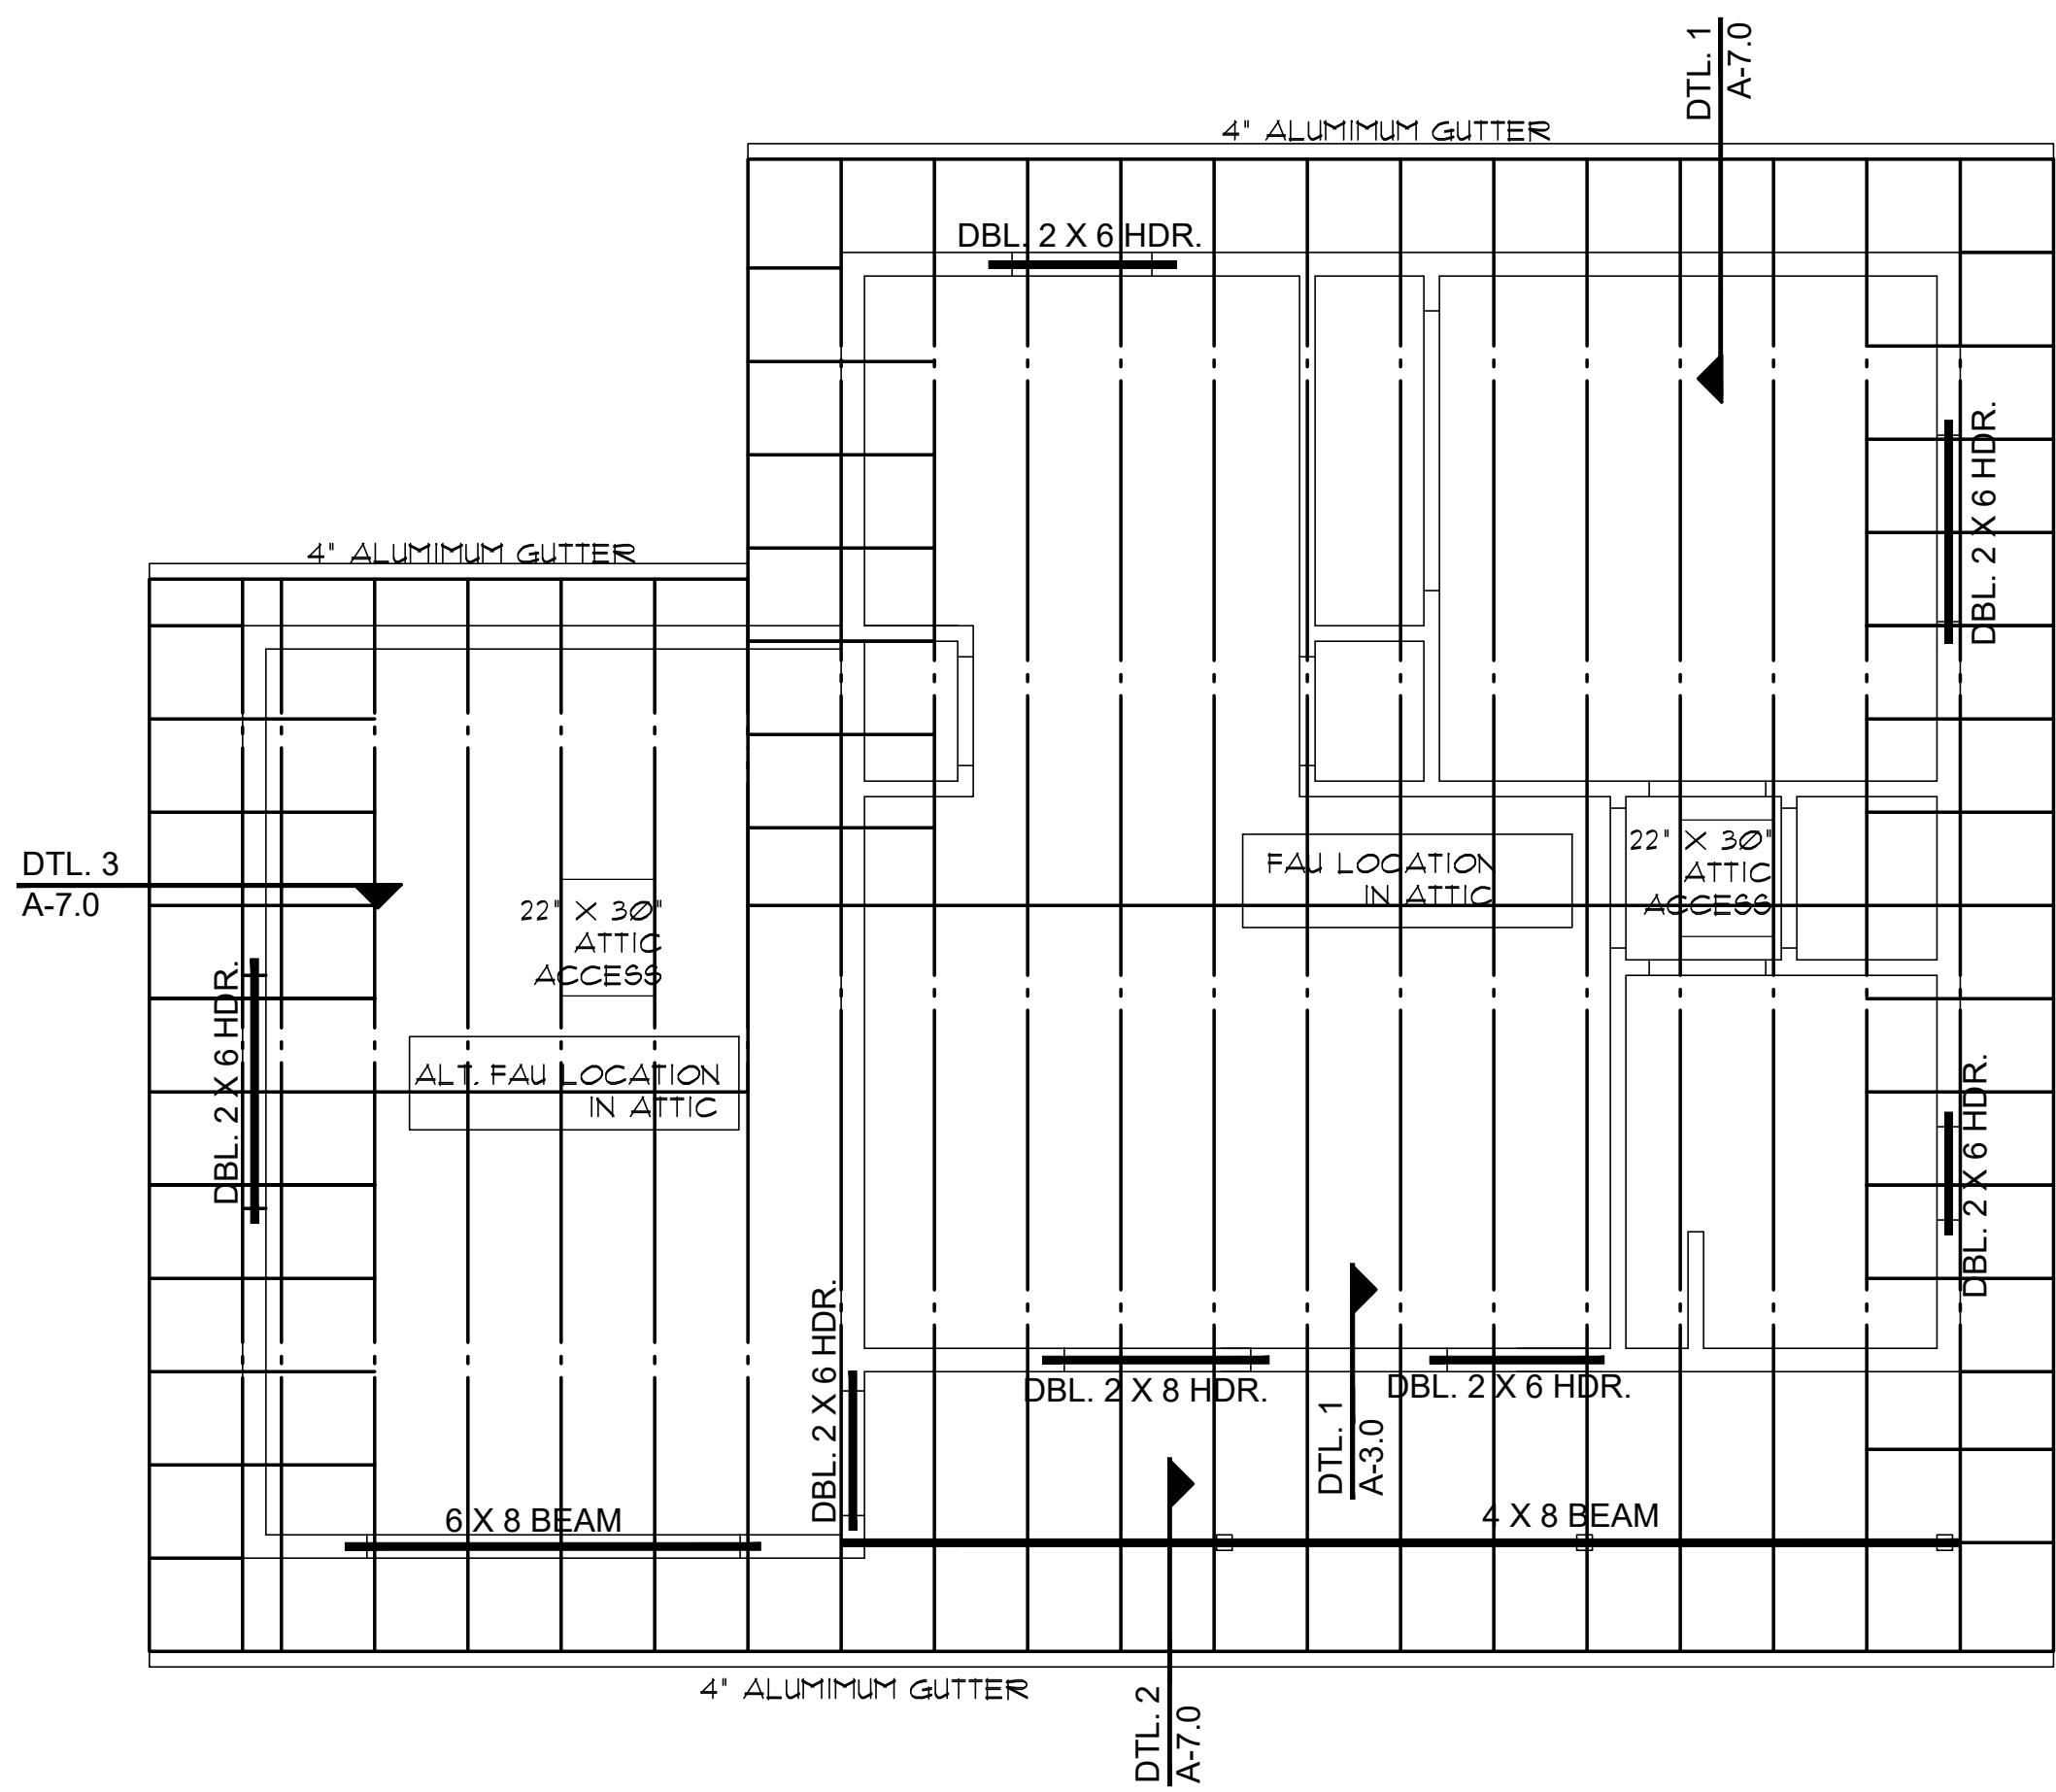 DTL. 1
A-7.0
4" ALUMIMUM GUTTER
DBL. 2 X 6 HDR.
DBL. 2 X 6 HDR.
4" ALUMIMUM GUTTER
22" X 30"
ATTIC
ACCESS
FAU LOCATION
IN ATTIC
DTL. 3
A-7.0
22" X 30"
ATTIC
ACCESS
DBL. 2 X 6 HDR.
ALT. FAU LOCATION
IN ATTIC
DBL. 2 X 6 HDR.
DBL. 2 X 6 HDR.
DBL. 2 X 8 HDR.
DBL. 2 X 6 HDR.
DTL. 1
A-3.0
6 X 8 BEAM
4 X 8 BEAM
4" ALUMIMUM GUTTER
DTL. 2
A-7.0